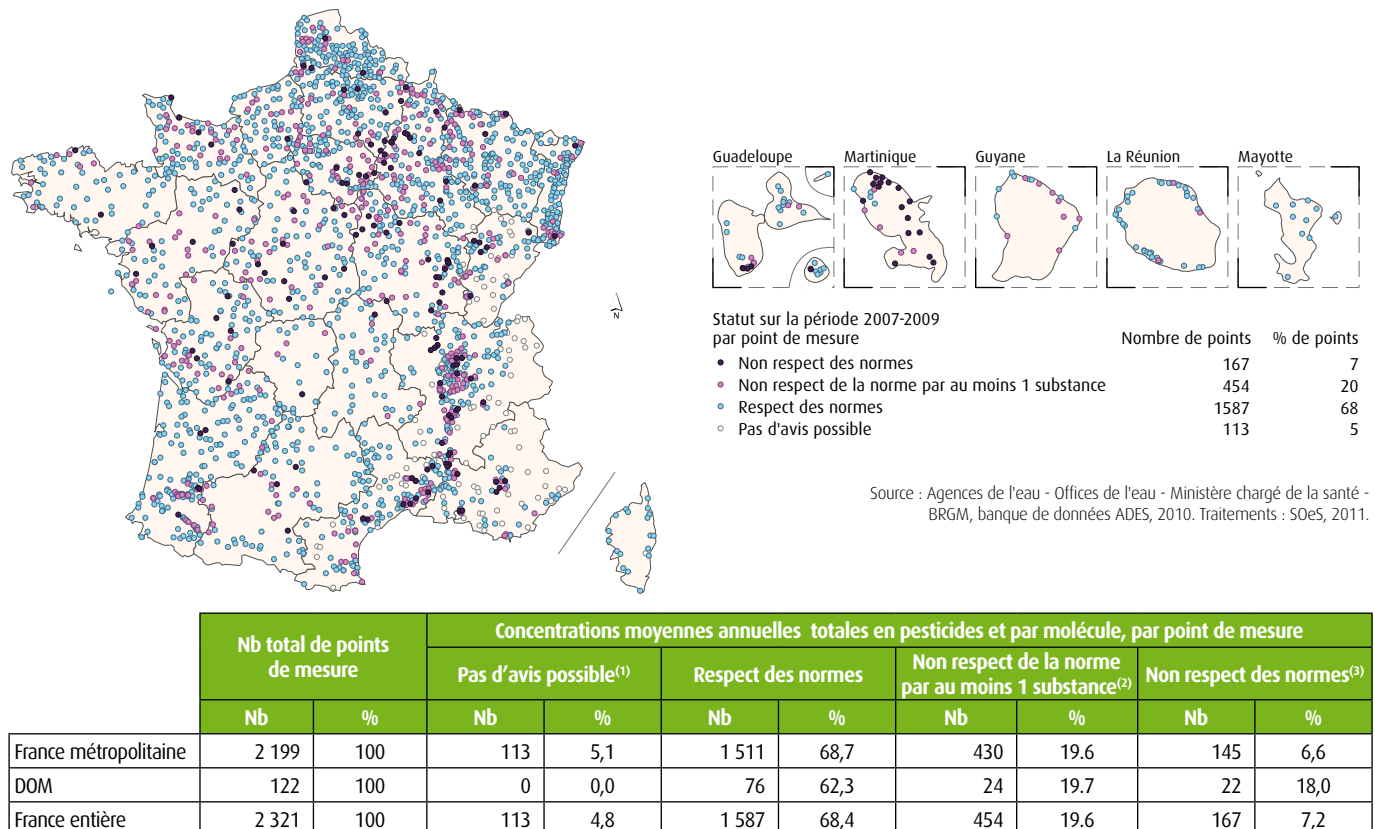 Guadeloupe
Martinique
Guyane
La Réunion
Mayotte
N
Statut sur la période 2007-2009
par point de mesure
Nombre de points
% de points
Non respect des normes 167 7
Non respect de la norme par au moins 1 substance 454 20
Respect des normes 1587 68
Pas d'avis possible 113 5
Source : Agences de l'eau - Offices de l'eau - Ministère chargé de la santé -
BRGM, banque de données ADES, 2010. Traitements : SOeS, 2011.
Nb total de points
de mesure
Concentrations moyennes annuelles totales en pesticides et par molécule, par point de mesure
Pas d'avis possible(1)
Respect des normes
Non respect de la norme
par au moins 1 substance(2)
Non respect des normes(3)
Nb % Nb % Nb % Nb % Nb %
France métropolitaine 2 199 100 113 5,1 1 511 68,7 430 19.6 145 6,6
DOM 122 100 0 0,0 76 62,3 24 19.7 22 18,0
France entière 2 321 100 113 4,8 1 587 68,4 454 19.6 167 7,2